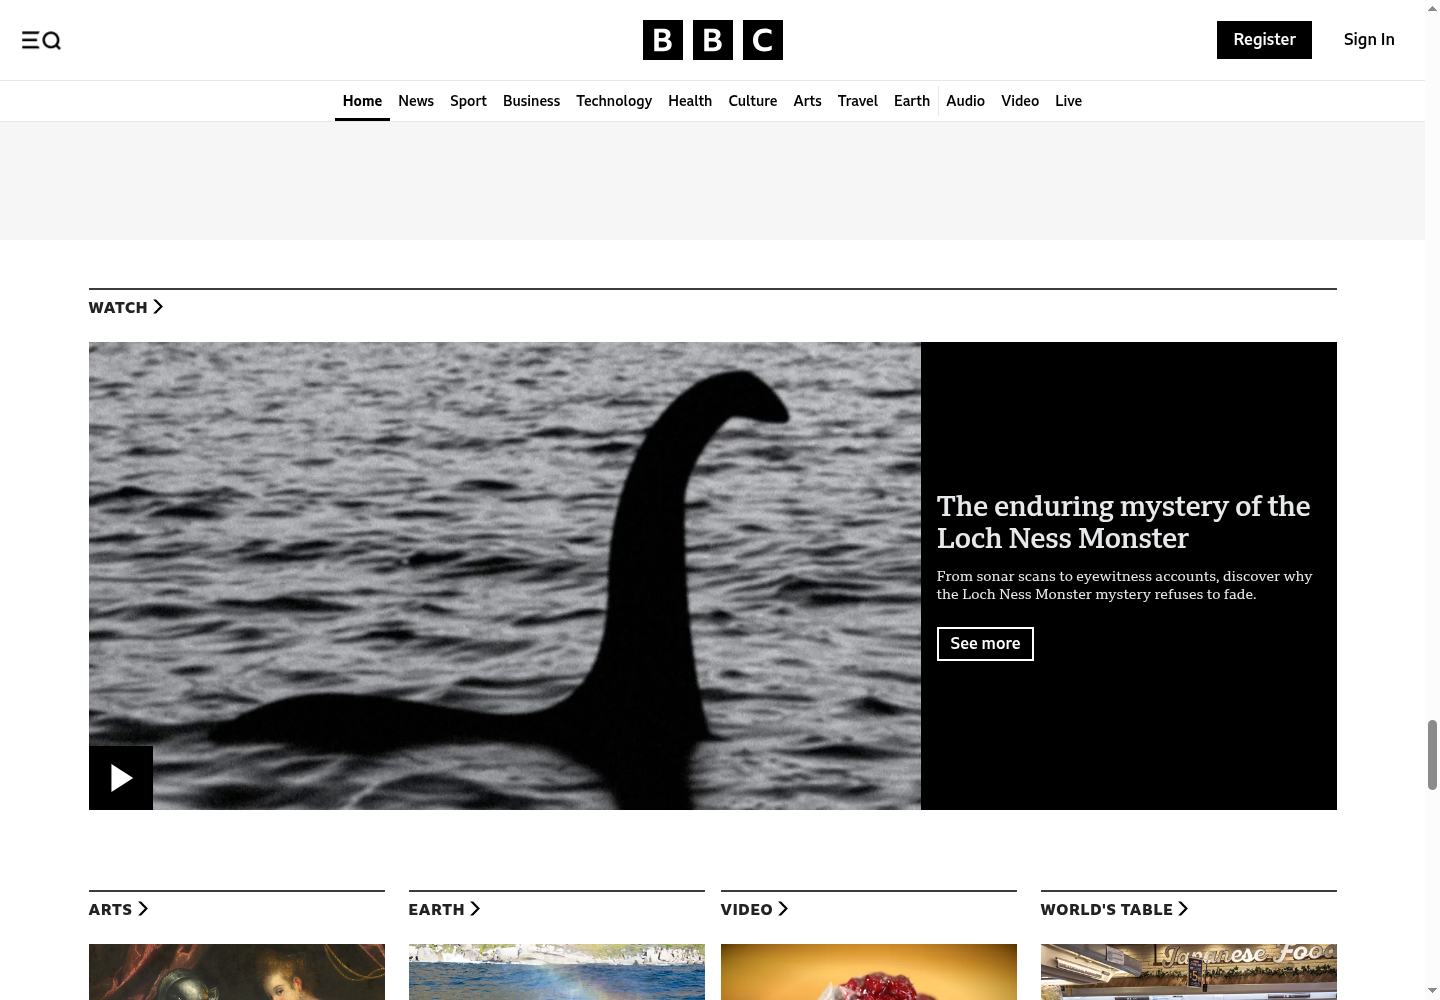 BBC
Register
Sign In
Home
News
Sport
Business
Technology
Health
Culture
Arts
Travel
Earth
Audio
Video
Live
WATCH
The enduring mystery of the
Loch Ness Monster
From sonar scans to eyewitness accounts, discover why
the Loch Ness Monster mystery refuses to fade.
See more
ARTS
EARTH
VIDEO
WORLD'S TABLE
Japanese Food